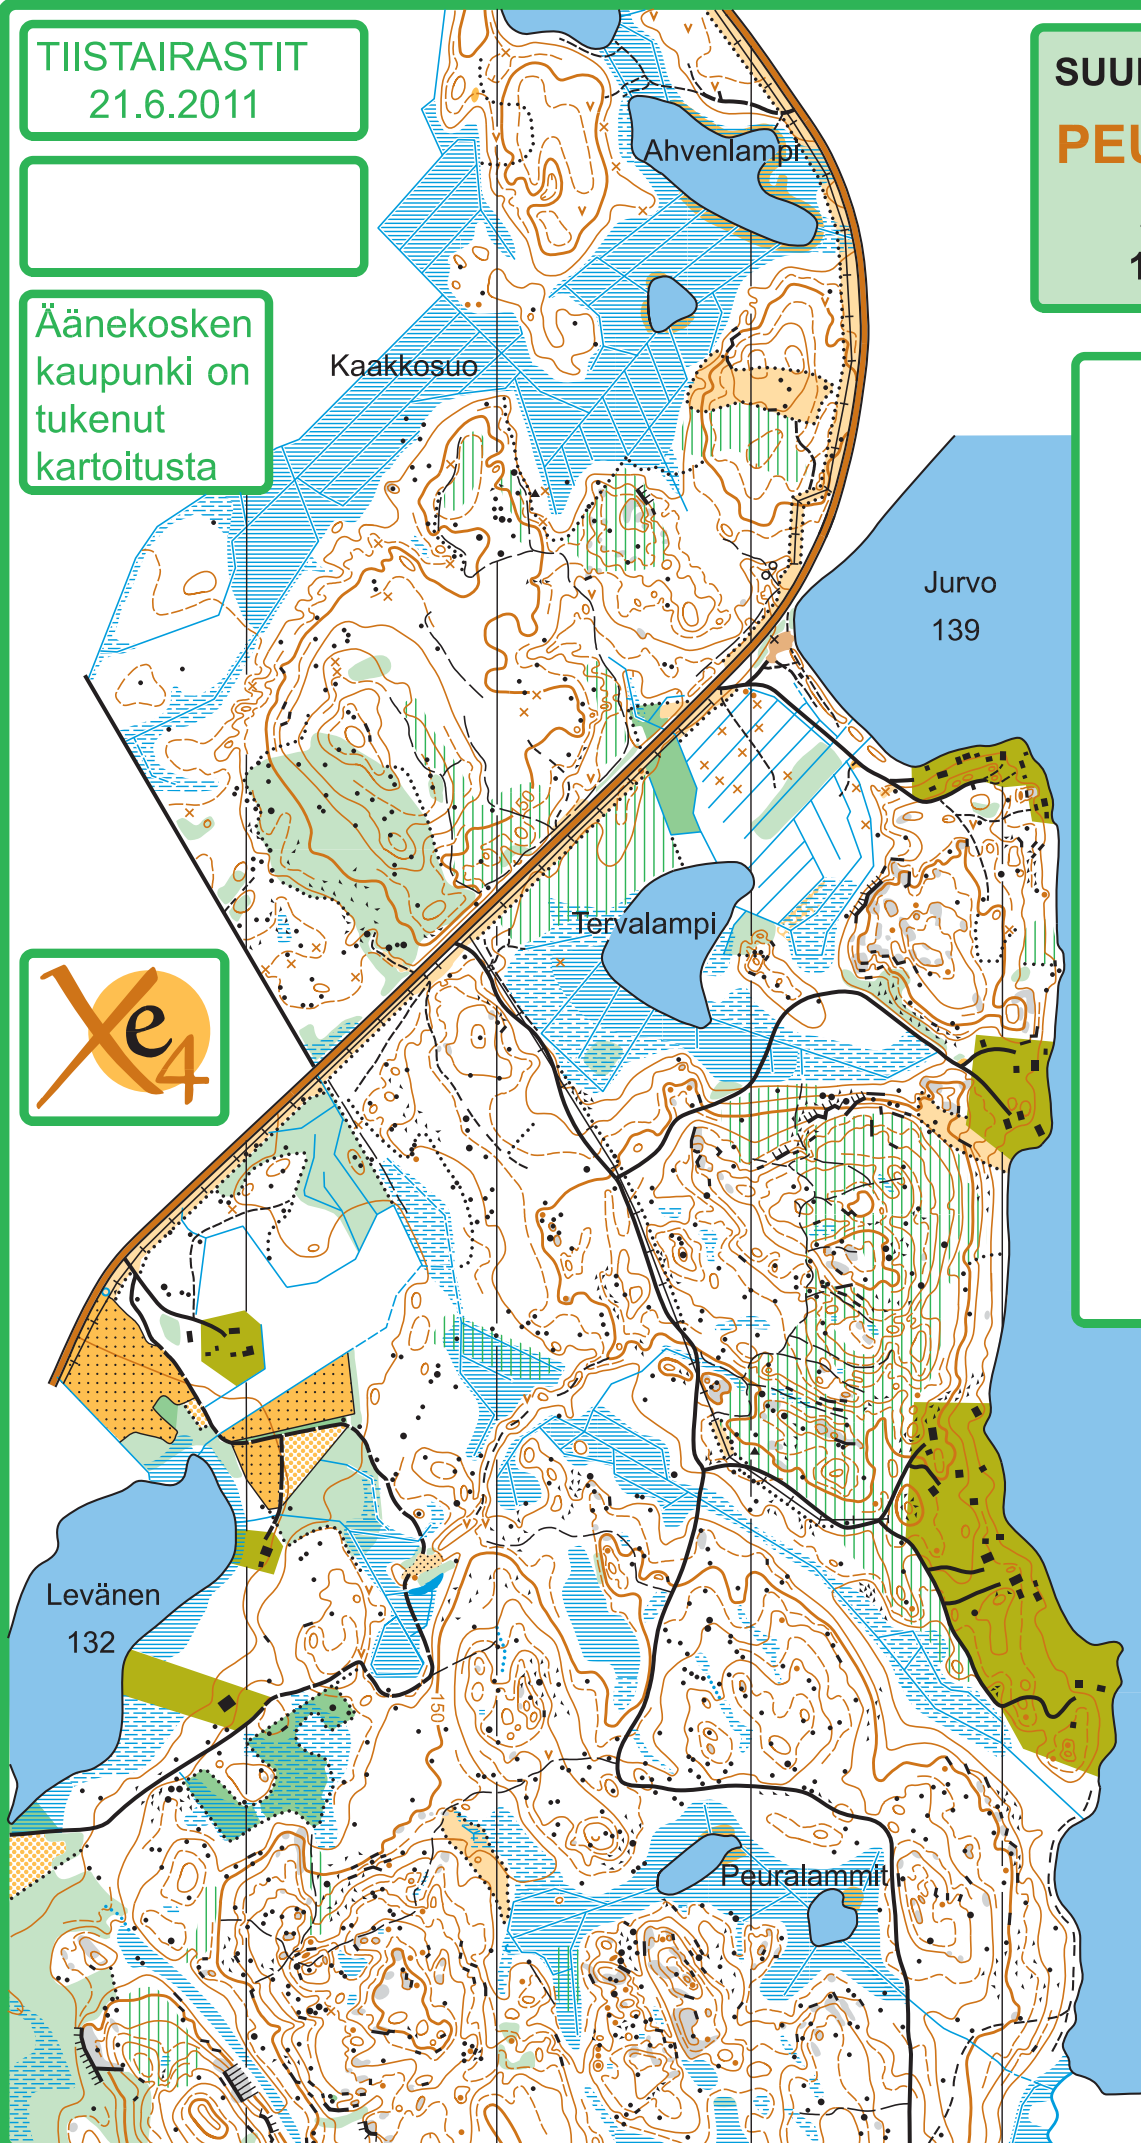 TIISTAIRASTIT
21.6.2011
Äänekosken
kaupunki on
tukenut
kartoitusta
Ahvenlampi
Kaakkosuo
Jurvo
139
Tervalampi
Xe4
150
Levänen
132
150
Peuralammit